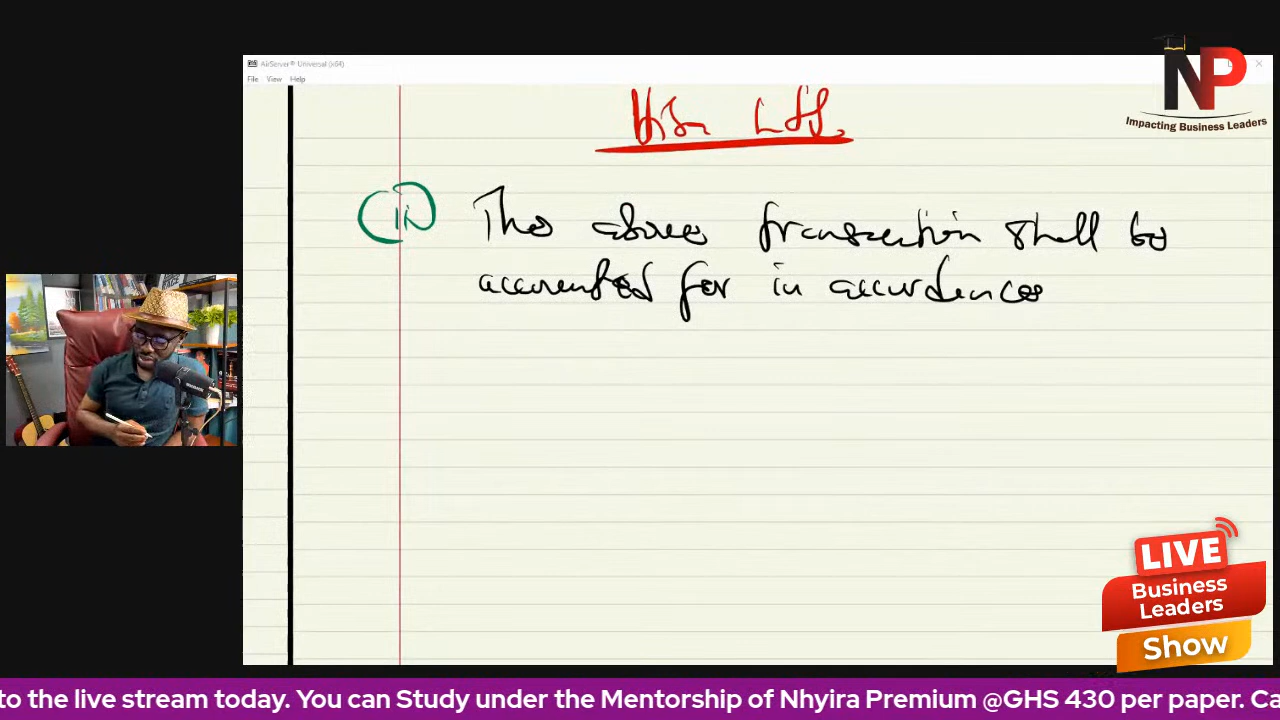 AirServer® Universal (x64)
File View Help
NP
Impacting Business Leaders
The above transaction shall be
accounted for in accordance
LIVE
Business
Leaders
Show
to the live stream today. You can Study under the Mentorship of Nhyira Premium @GHS 430 per paper. Ca